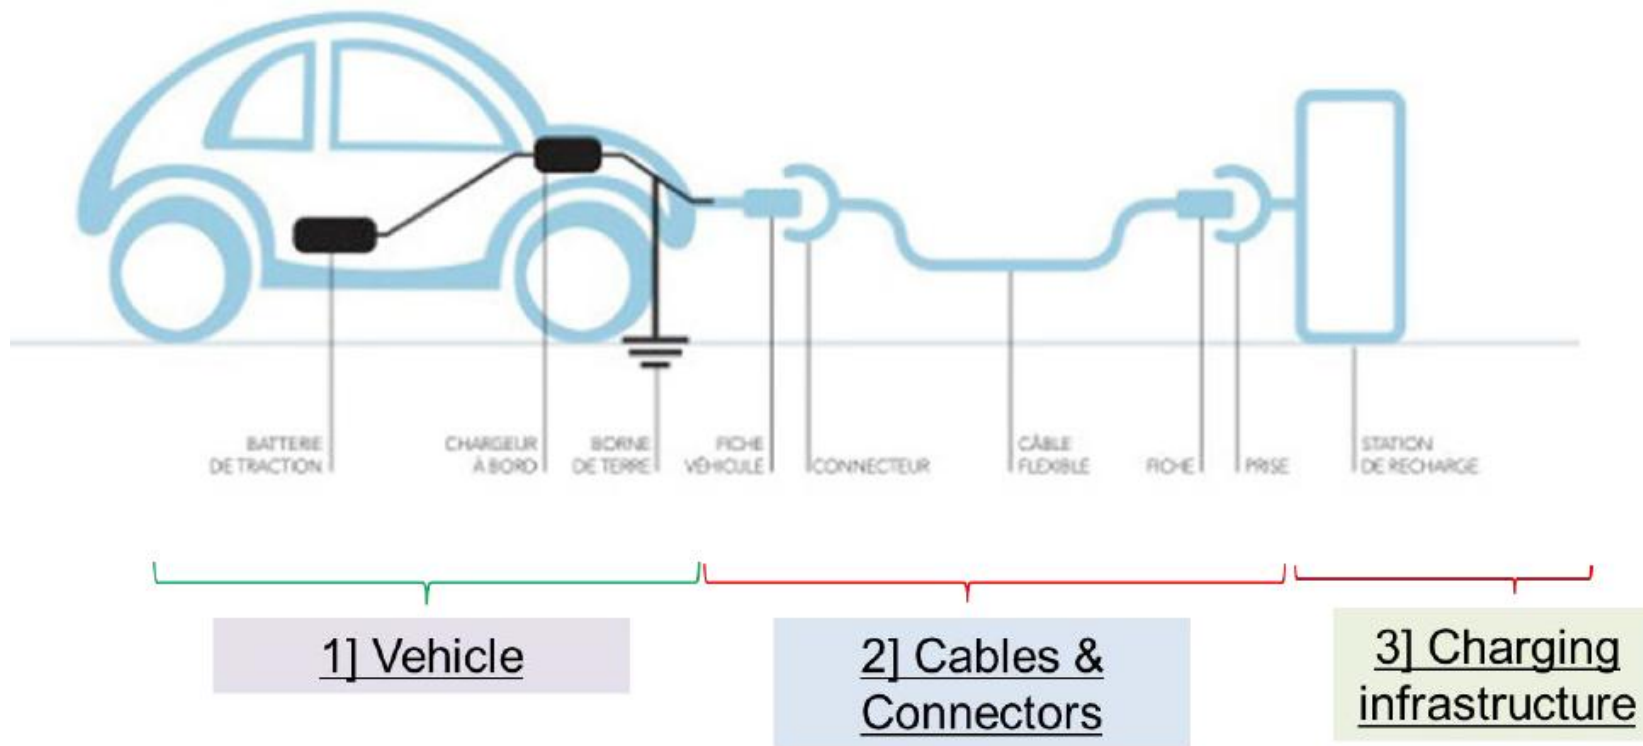 BATTERIE
DE TRACTION
CHARGEUR
À BORD
BORNE
DE TERRE
FICHE
VÉHICULE
CONNECTEUR
CÂBLE
FLEXIBLE
FICHE
PRISE
STATION
DE RECHARGE
1] Vehicle
2] Cables &
Connectors
3] Charging
infrastructure